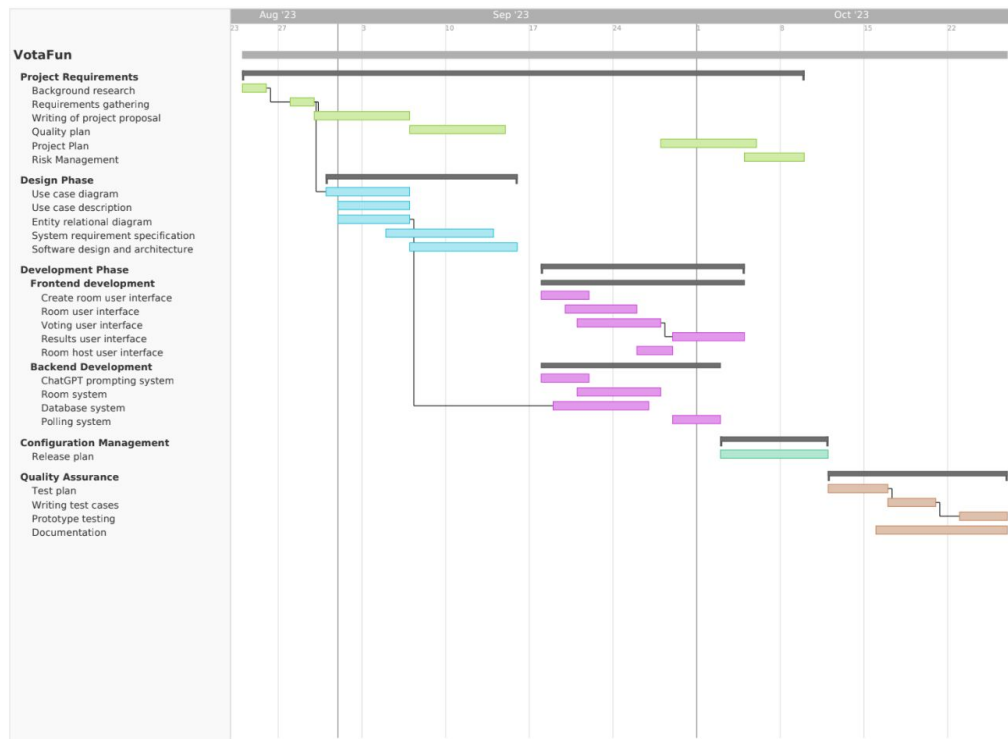 Aug '23 Sep '23 Oct '23
23 27 3 10 17 24 1 8 15 22
VotaFun
Project Requirements
Background research
Requirements gathering
Writing of project proposal
Quality plan
Project Plan
Risk Management
Design Phase
Use case diagram
Use case description
Entity relational diagram
System requirement specification
Software design and architecture
Development Phase
Frontend development
Create room user interface
Room user interface
Voting user interface
Results user interface
Room host user interface
Backend Development
ChatGPT prompting system
Room system
Database system
Polling system
Configuration Management
Release plan
Quality Assurance
Test plan
Writing test cases
Prototype testing
Documentation